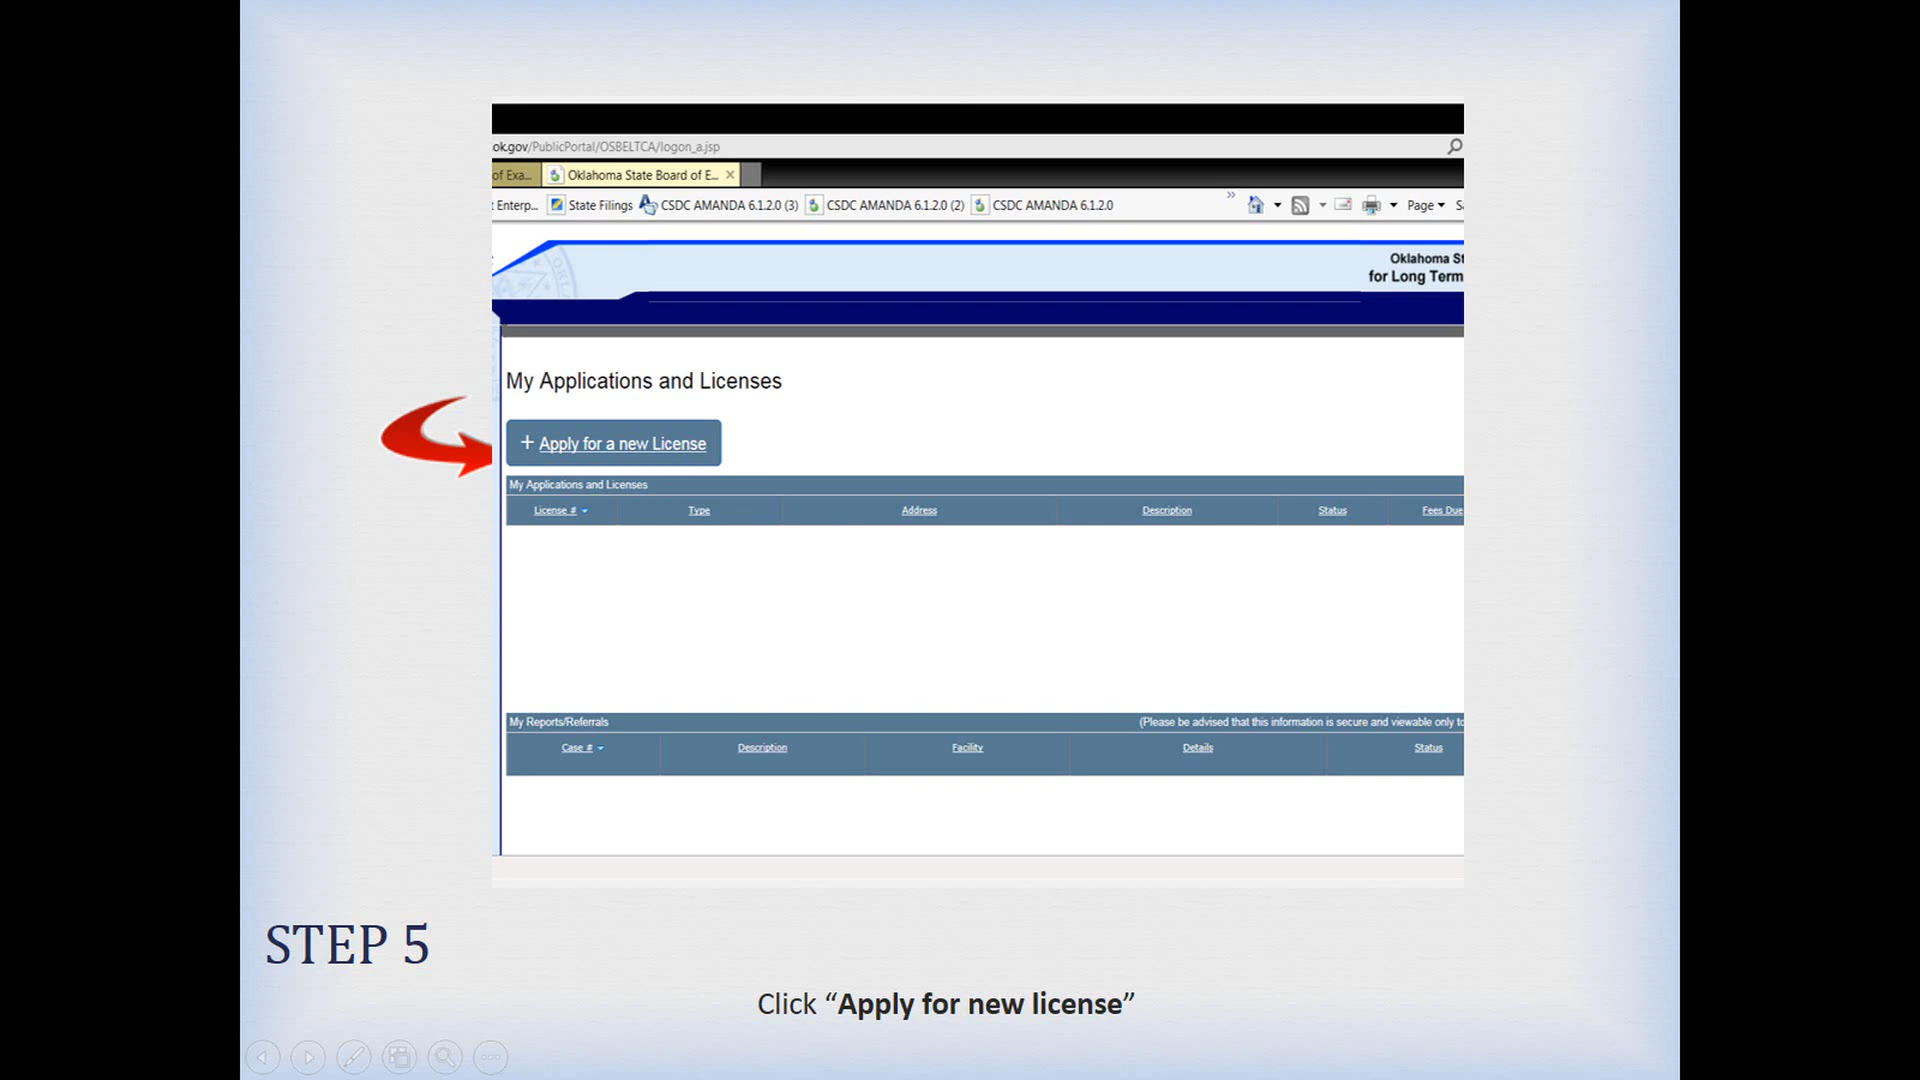 ok.gov/PublicPortal/OSBELTCA/logon_a.jsp
of Exa... Oklahoma State Board of E...
Enterp... State Filings CSDC AMANDA 6.1.2.0 (3) CSDC AMANDA 6.1.2.0 (2) CSDC AMANDA 6.1.2.0 Page
Oklahoma St
for Long Term
My Applications and Licenses
+ Apply for a new License
My Applications and Licenses
License # Type Address Description Status Fees Due
My Reports/Referrals (Please be advised that this information is secure and viewable only to
Case # Description Facility Details Status
STEP 5
Click “Apply for new license”